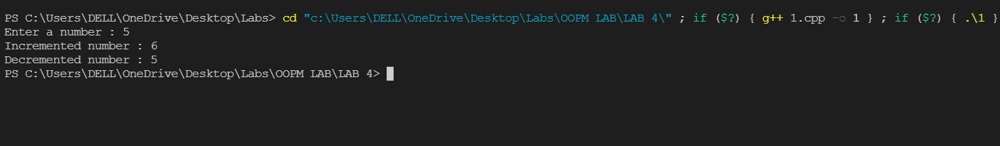 PS C:\Users\DELL\OneDrive\Desktop\Labs> cd "c:\Users\DELL\OneDrive\Desktop\Labs\OOPM LAB\LAB 4\" ; if ($?) { g++ 1.cpp -o 1 } ; if ($?) { .\1 }
Enter a number : 5
Incremented number : 6
Decremented number : 5
PS C:\Users\DELL\OneDrive\Desktop\Labs\OOPM LAB\LAB 4>